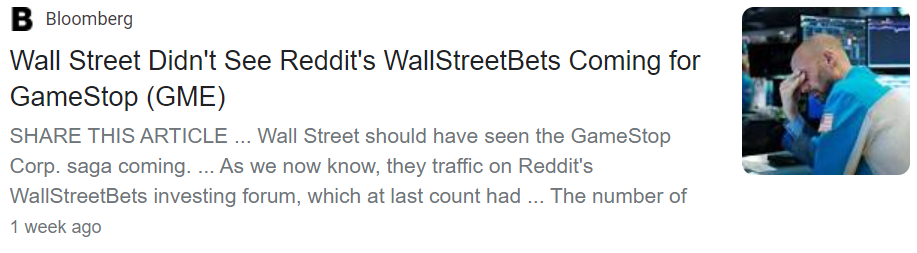 B Bloomberg
Wall Street Didn't See Reddit's WallStreetBets Coming for
GameStop (GME)
SHARE THIS ARTICLE ... Wall Street should have seen the GameStop
Corp. saga coming. ... As we now know, they traffic on Reddit's
WallStreetBets investing forum, which at last count had ... The number of
1 week ago